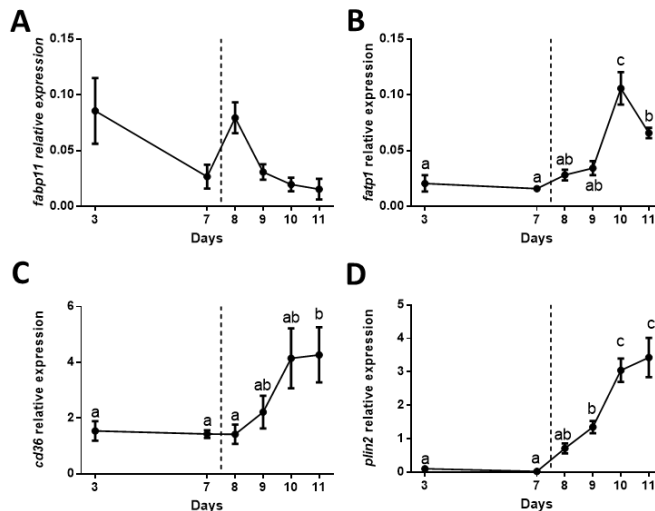 A
fabp11 relative expression
0.15
0.10
0.05
0.00
3
7
8
9
10
11
Days
B
fatp1 relative expression
0.15
0.10
0.05
0.00
a
a
ab
ab
c
b
3
7
8
9
10
11
Days
C
cd36 relative expression
6
4
2
0
a
a
a
ab
ab
b
3
7
8
9
10
11
Days
D
plin2 relative expression
5
4
3
2
1
0
a
a
ab
b
c
c
3
7
8
9
10
11
Days